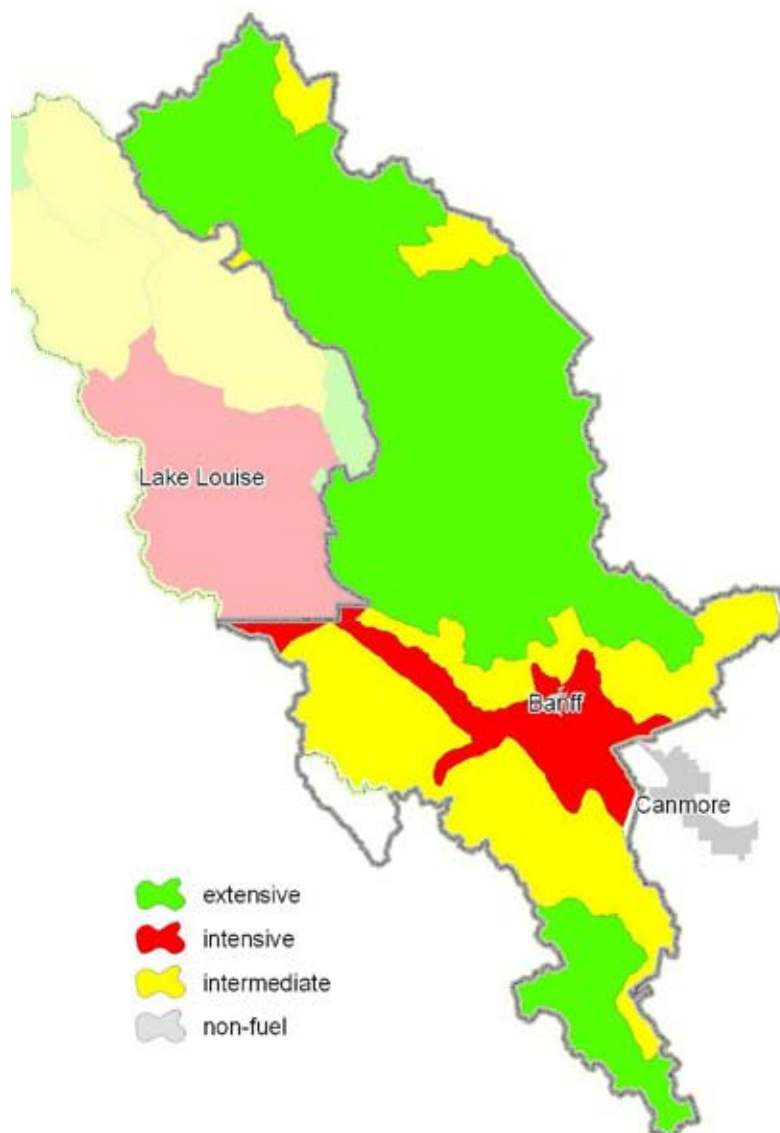 Lake Louise
Banff
Canmore
extensive
intensive
intermediate
non-fuel